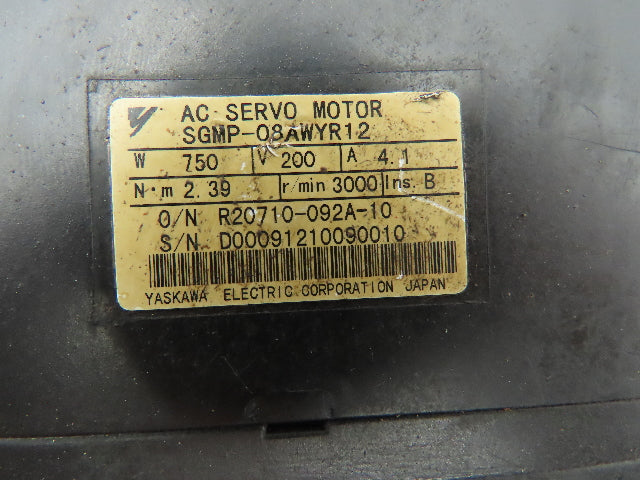 AC SERVO MOTOR
SGMP-08AWYR12
W 750 V 200 A 4.1
N·m 2.39 r/min 3000 Ins. B
O/N R20710-092A-10
S/N D00091210090010
YASKAWA ELECTRIC CORPORATION JAPAN